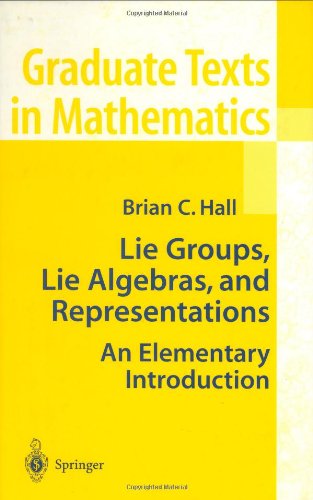 Graduate Texts
in Mathematics
Brian C. Hall
Lie Groups,
Lie Algebras, and
Representations
An Elementary
Introduction
Springer